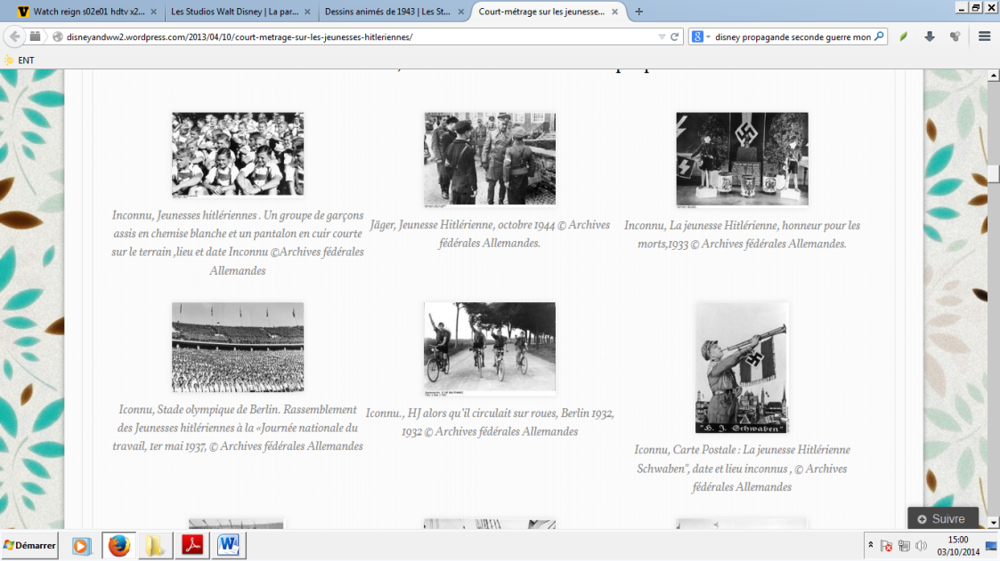 Watch reign s02e01 hdtv x2...
Les Studios Walt Disney | La par...
Dessins animés de 1943 | Les St...
Court-métrage sur les jeunesse...
disneyandww2.wordpress.com/2013/04/10/court-metrage-sur-les-jeunesses-hitleriennes/
disney propagande seconde guerre mon
ENT
Inconnu, Jeunesses hitlériennes . Un groupe de garçons
assis en chemise blanche et un pantalon en cuir courte
sur le terrain ,lieu et date Inconnu ©Archives fédérales
Allemandes
Jäger, Jeunesse Hitlérienne, octobre 1944 © Archives
fédérales Allemandes.
Inconnu, La jeunesse Hitlérienne, honneur pour les
morts,1933 © Archives fédérales Allemandes.
Iconnu, Stade olympique de Berlin. Rassemblement
des Jeunesses hitlériennes à la «Journée nationale du
travail, 1er mai 1937, © Archives fédérales Allemandes
Iconnu., HJ alors qu'il circulait sur roues, Berlin 1932,
1932 © Archives fédérales Allemandes
"H. J. Schwaben"
Iconnu, Carte Postale : La jeunesse Hitlérienne
Schwaben", date et lieu inconnus , © Archives
fédérales Allemandes
Suivre
Démarrer
15:00
03/10/2014